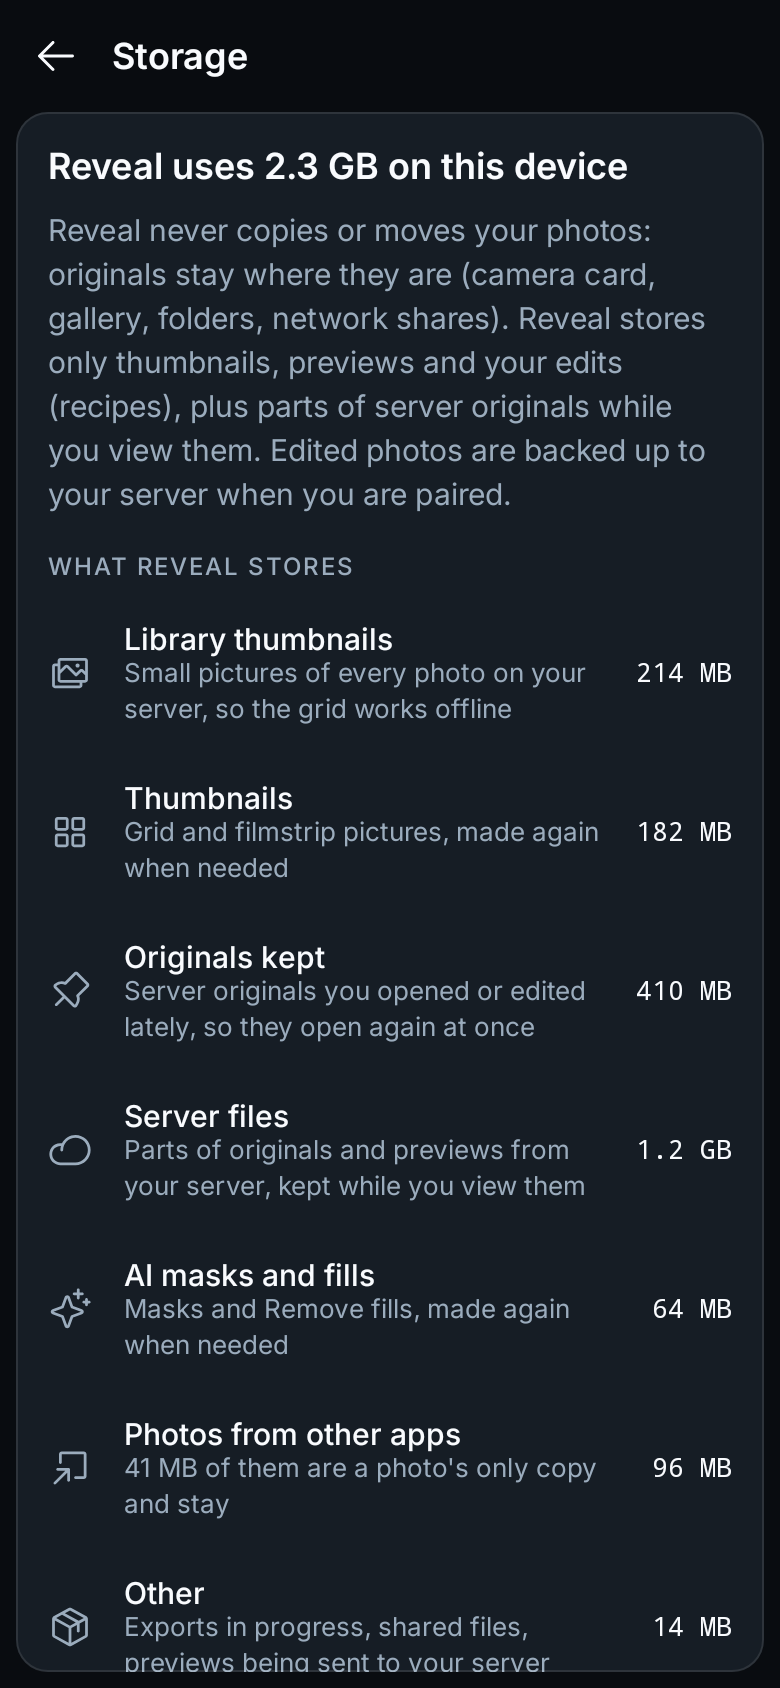 Storage
Reveal uses 2.3 GB on this device
Reveal never copies or moves your photos:
originals stay where they are (camera card,
gallery, folders, network shares). Reveal stores
only thumbnails, previews and your edits
(recipes), plus parts of server originals while
you view them. Edited photos are backed up to
your server when you are paired.
WHAT REVEAL STORES
Library thumbnails
Small pictures of every photo on your
server, so the grid works offline
214 MB
Thumbnails
Grid and filmstrip pictures, made again
when needed
182 MB
Originals kept
Server originals you opened or edited
lately, so they open again at once
410 MB
Server files
Parts of originals and previews from
your server, kept while you view them
1.2 GB
AI masks and fills
Masks and Remove fills, made again
when needed
64 MB
Photos from other apps
41 MB of them are a photo's only copy
and stay
96 MB
Other
Exports in progress, shared files,
previews being sent to your server
14 MB